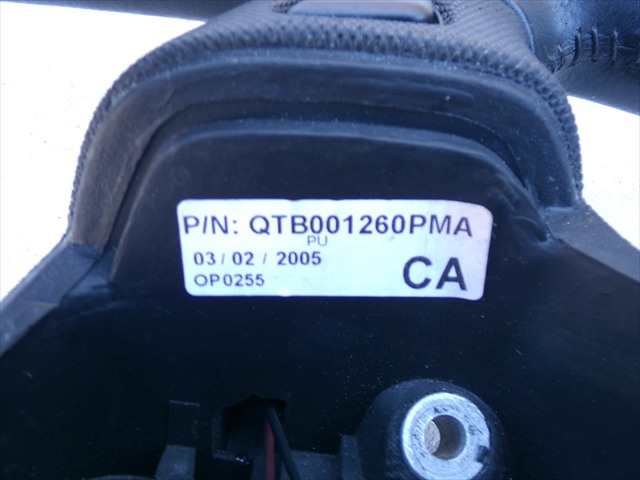 P/N: QTB001260PMA
PU
03 / 02 / 2005
OP0255
CA